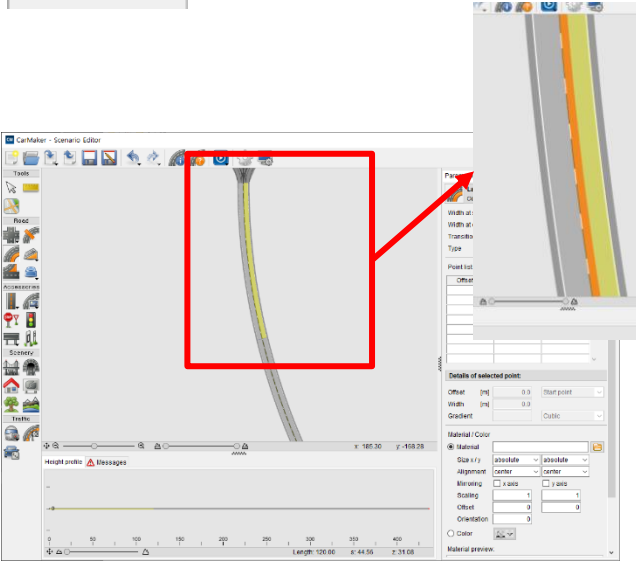 CarMaker - Scenario Editor
Tools
Road
Accessories
Scenery
Traffic
x: 185.30 y: -168.28
Height profile Messages
0 50 100 150 200 250 300 350 400
Length: 120.00 s: 44.56 z: 31.08
Width at
Width at
Type
Point list
Offset
Details of selected point:
Offset [m] 0.0 Start point
Width [m] 0.0
Gradient Cubic
Material / Color
Material
Size x / y absolute absolute
Alignment center center
Mirroring x axis y axis
Scaling 1 1
Offset 0 0
Orientation 0
Color
Material preview: